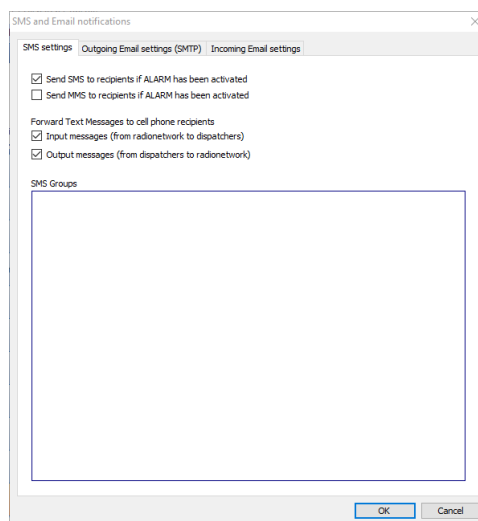 SMS and Email notifications
SMS settings Outgoing Email settings (SMTP) Incoming Email settings
Send SMS to recipients if ALARM has been activated
Send MMS to recipients if ALARM has been activated
Forward Text Messages to cell phone recipients
Input messages (from radionetwork to dispatchers)
Output messages (from dispatchers to radionetwork)
SMS Groups
OK Cancel